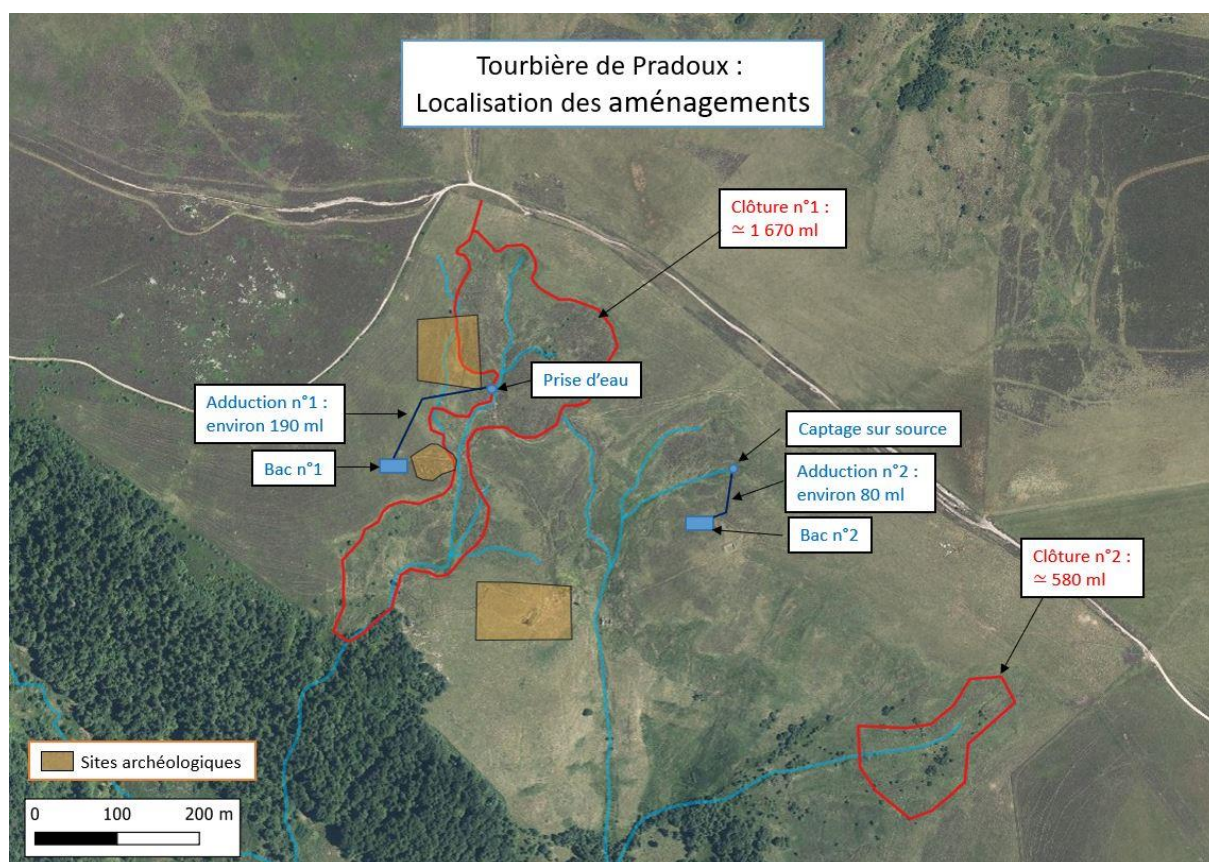 Tourbière de Pradoux :
Localisation des aménagements
Clôture n°1 :
≃ 1 670 ml
Prise d’eau
Adduction n°1 :
environ 190 ml
Bac n°1
Captage sur source
Adduction n°2 :
environ 80 ml
Bac n°2
Clôture n°2 :
≃ 580 ml
Sites archéologiques
0 100 200 m